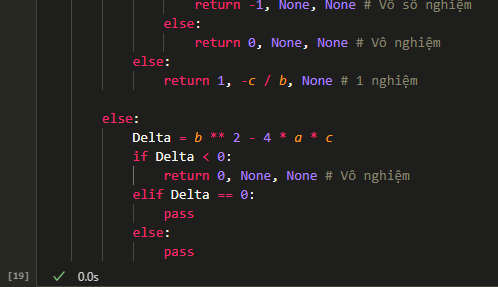 return -1, None, None # Vô số nghiệm
else:
return 0, None, None # Vô nghiệm
else:
return 1, -c / b, None # 1 nghiệm
else:
Delta = b ** 2 - 4 * a * c
if Delta < 0:
return 0, None, None # Vô nghiệm
elif Delta == 0:
pass
else:
pass
[19] ✓ 0.0s